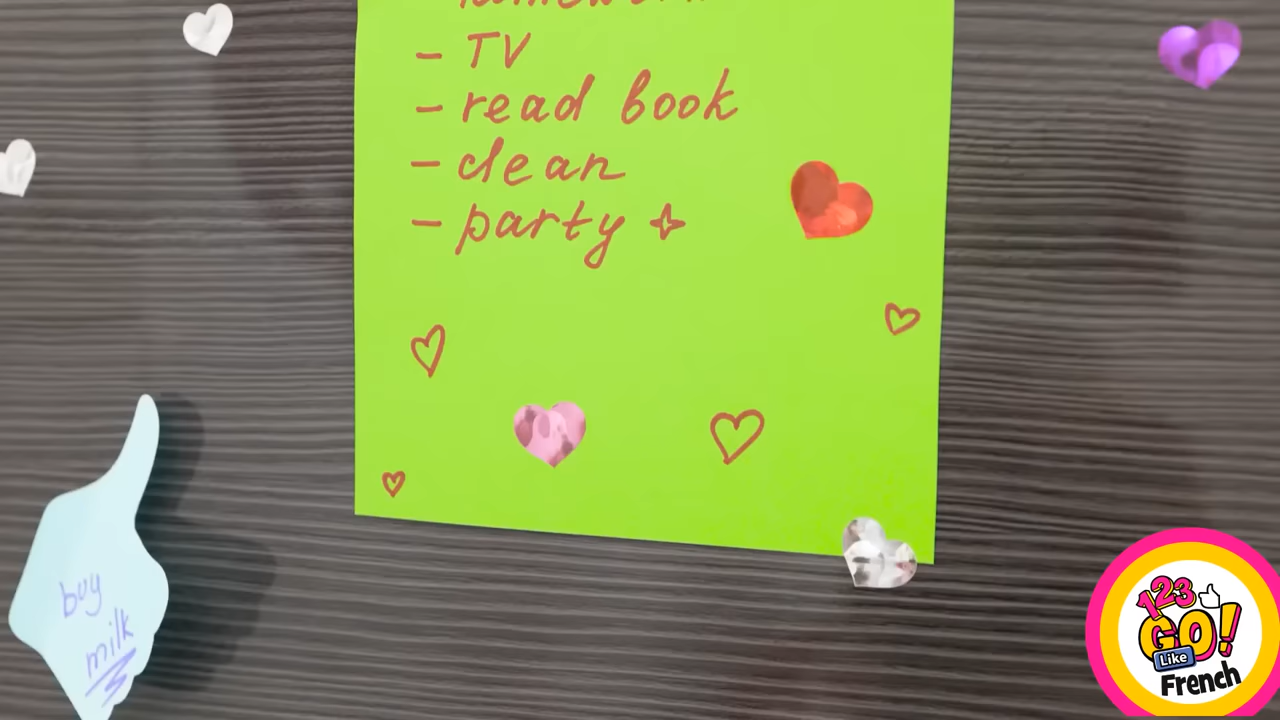 - TV
- read book
- clean
- party
buy
milk
123
GO!
Like
French